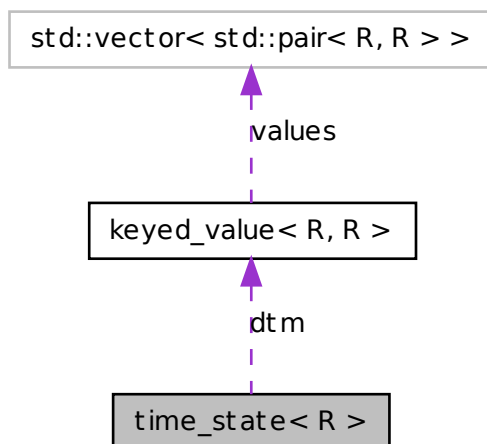 std::vector< std::pair< R, R > >
values
keyed_value< R, R >
dtm
time_state< R >